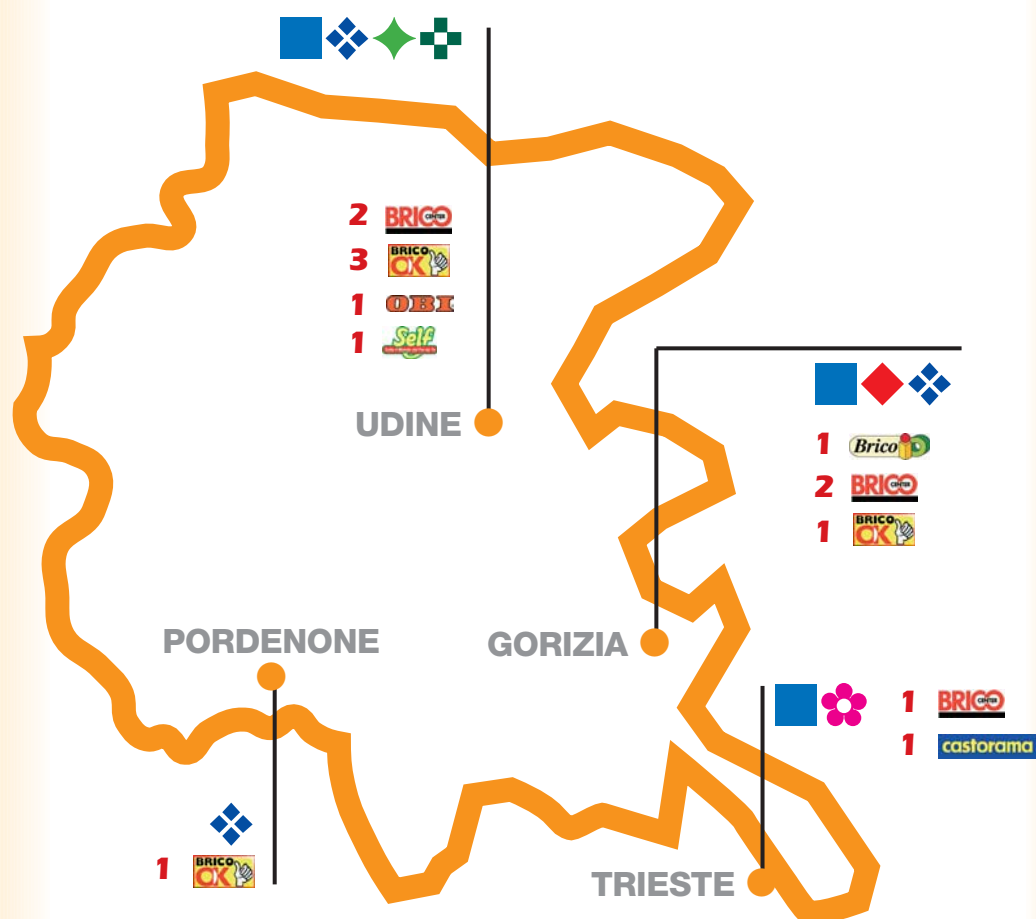 2 BRICO CENTER
3 BRICO OK
1 OBI
1 Self
UDINE
1 Brico
2 BRICO CENTER
1 BRICO OK
PORDENONE
GORIZIA
1 BRICO CENTER
1 castorama
1 BRICO OK
TRIESTE